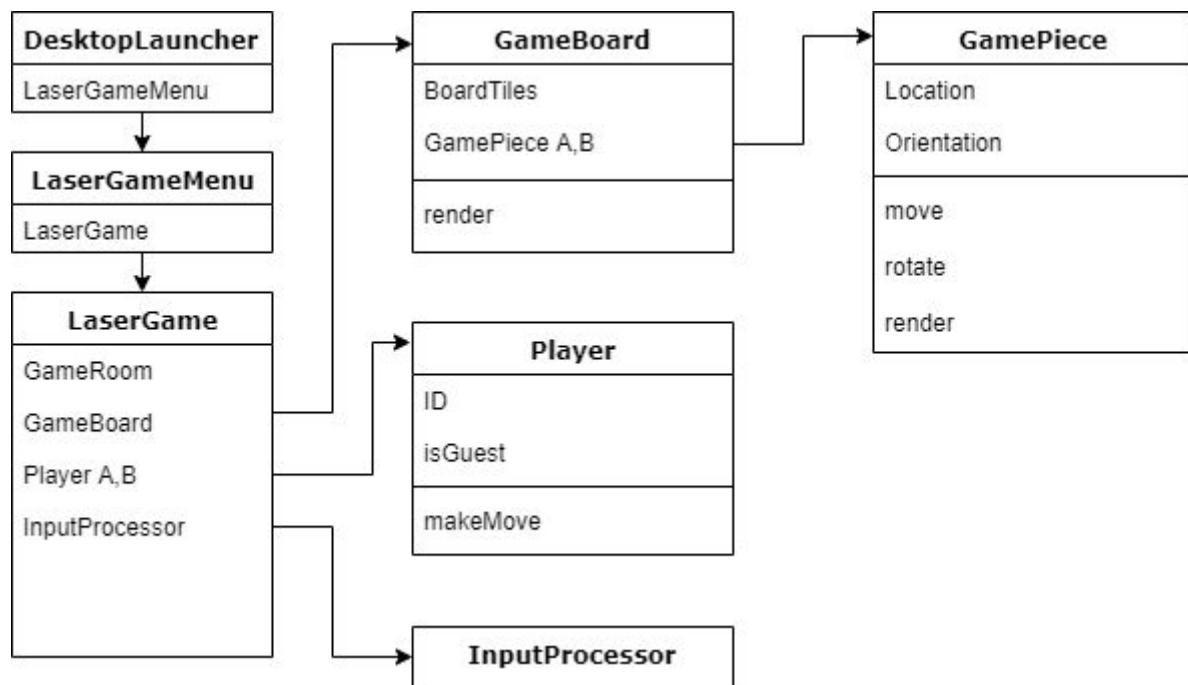 DesktopLauncher
LaserGameMenu
LaserGameMenu
LaserGame
LaserGame
GameRoom
GameBoard
Player A,B
InputProcessor
GameBoard
BoardTiles
GamePiece A,B
render
Player
ID
isGuest
makeMove
InputProcessor
GamePiece
Location
Orientation
move
rotate
render